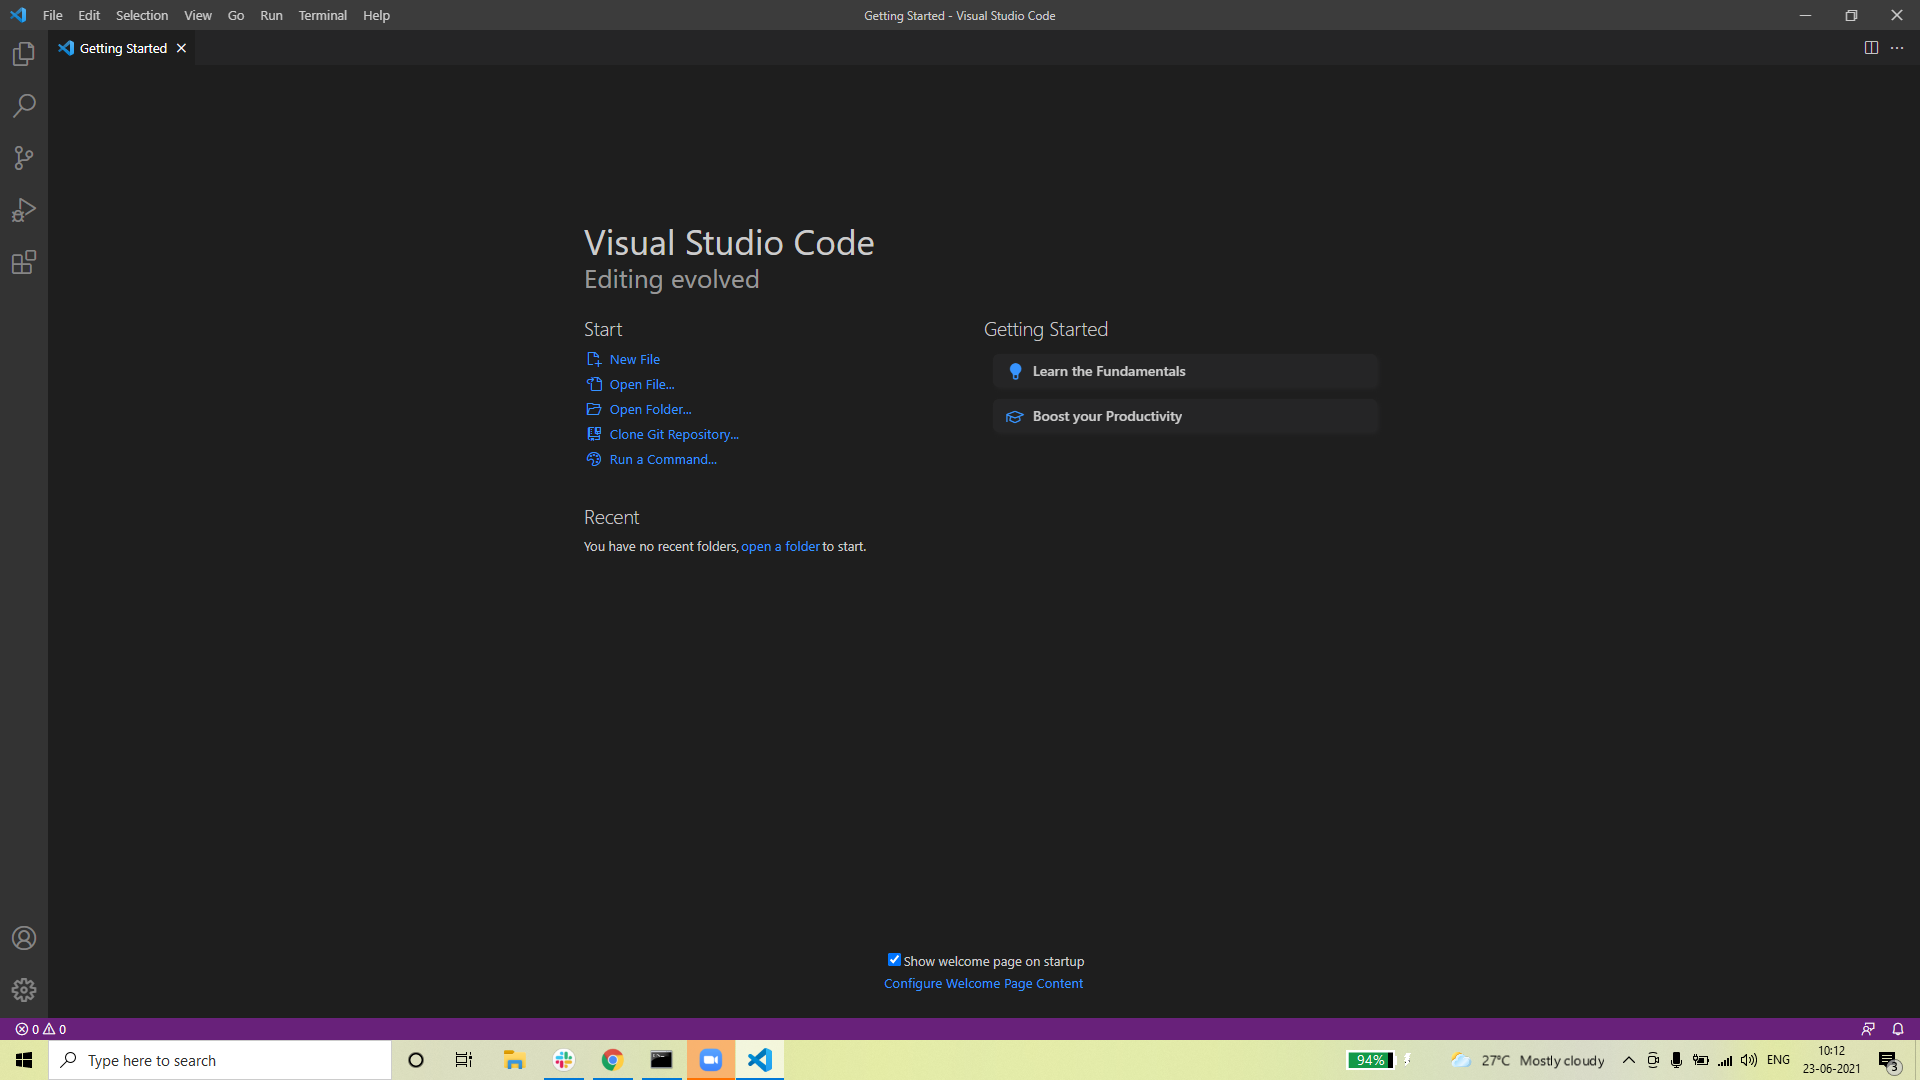 File Edit Selection View Go Run Terminal Help
Getting Started - Visual Studio Code
Getting Started
Visual Studio Code
Editing evolved
Start
New File
Open File...
Open Folder...
Clone Git Repository...
Run a Command...
Recent
You have no recent folders, open a folder to start.
Getting Started
Learn the Fundamentals
Boost your Productivity
Show welcome page on startup
Configure Welcome Page Content
0 0
Type here to search
94%
27°C Mostly cloudy
ENG
10:12
23-06-2021
3